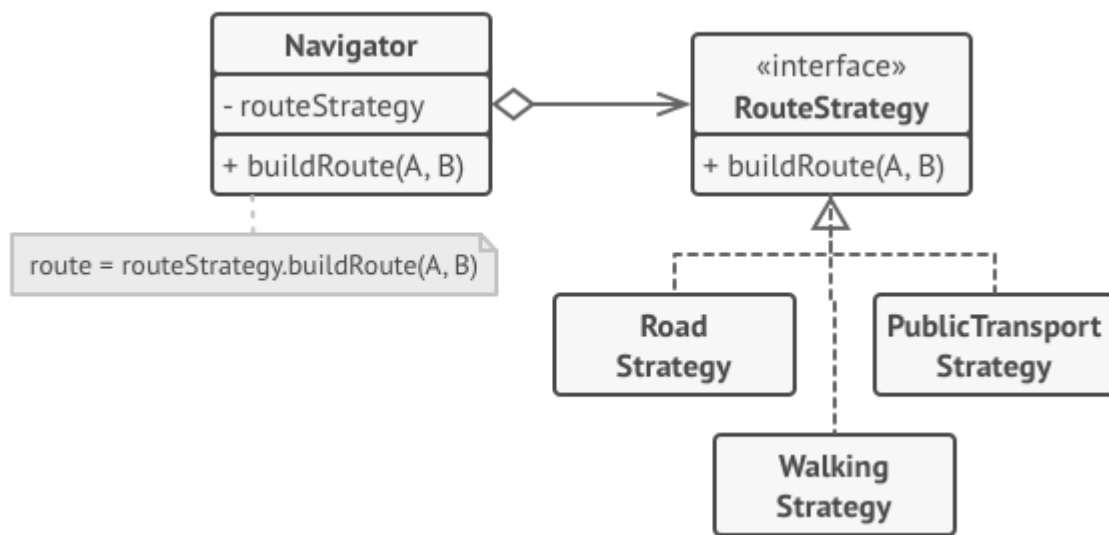 Navigator
- routeStrategy
+ buildRoute(A, B)
route = routeStrategy.buildRoute(A, B)
«interface»
RouteStrategy
+ buildRoute(A, B)
Road
Strategy
PublicTransport
Strategy
Walking
Strategy